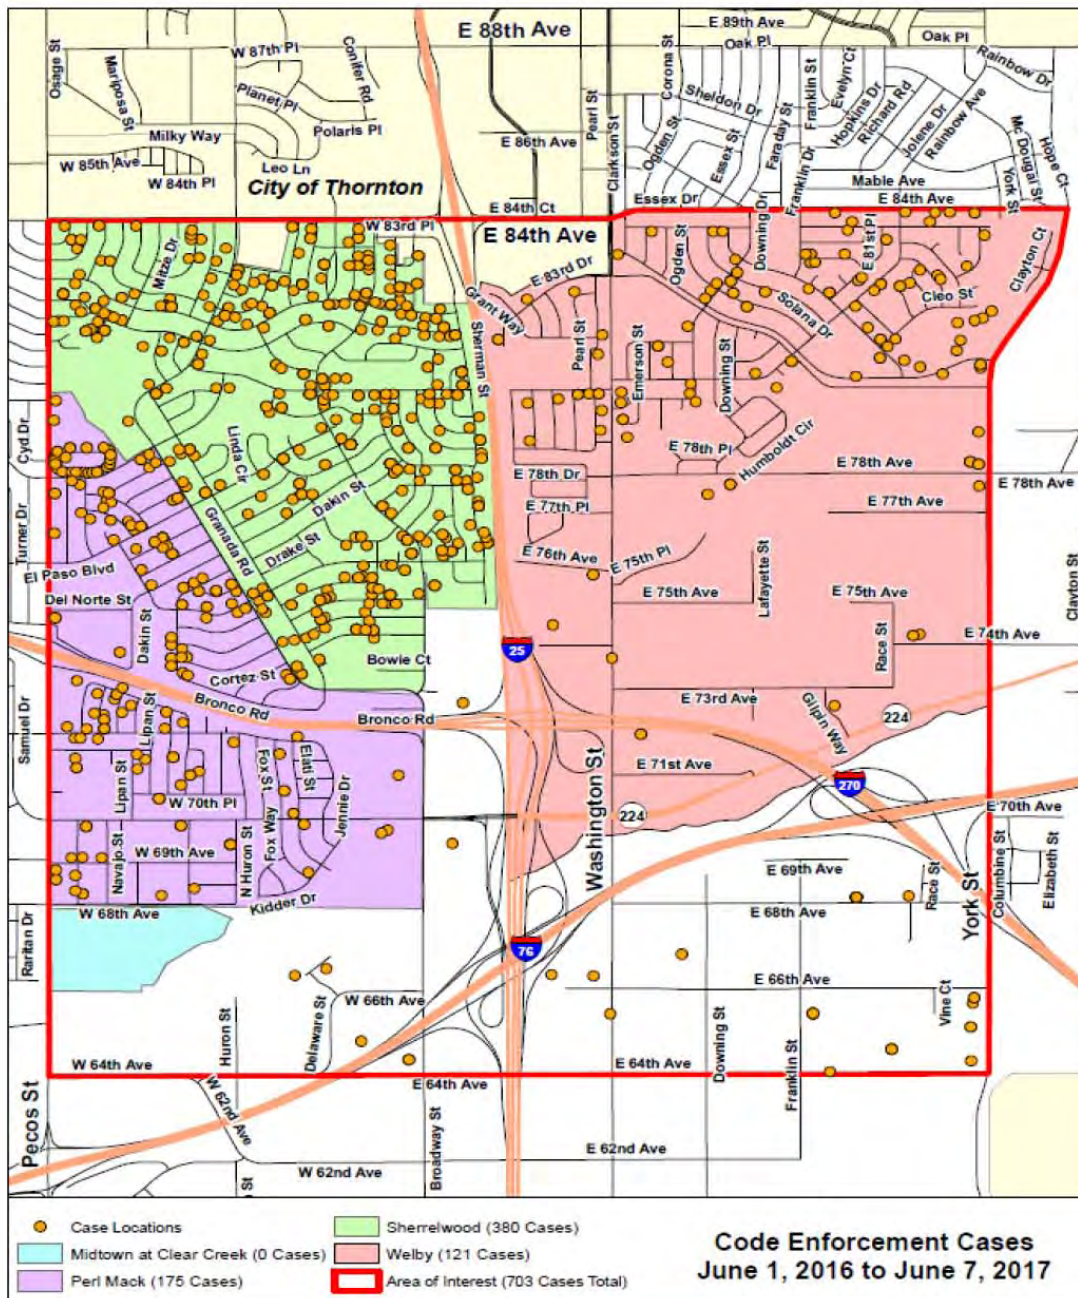 E 88th Ave
E 89th Ave
Oak Pl
Oak Pl
W 87th Pl
Osage St
Mariposa St
Conifer Rd
Planet Pl
Polaris Pl
Milky Way
W 85th Ave
W 84th Pl
Leo Ln
City of Thornton
E 86th Ave
Pearl St
Clarkson St
Corona St
Sheldon Dr
Ogden St
Essex St
Faraday St
Franklin St
Evelyn Ct
Hopkins Dr
Richard Rd
Jolene Dr
Rainbow Ave
Rainbow Dr
Mc Dougal St
Hope Ct
York St
Franklin Dr
Mable Ave
Essex Dr
E 84th Ave
E 84th Ct
W 83rd Pl
E 84th Ave
E 83rd Dr
Mitze Dr
Ogden St
Downing Dr
E 81st Pl
Clayton Ct
Cleo St
Solana Dr
Grant Way
Sherman St
Pearl St
Emerson St
Downing St
Humboldt Cir
E 78th Pl
E 78th Dr
E 78th Ave
E 78th Ave
E 77th Pl
E 77th Ave
Cyd Dr
Turner Dr
Linda Cir
Dakin St
Granada Rd
Drake St
El Paso Blvd
Del Norte St
E 76th Ave
E 75th Pl
Lafayette St
E 75th Ave
E 75th Ave
Clayton St
Race St
E 74th Ave
Dakin St
Cortez St
Bowie Ct
25
Bronco Rd
Bronco Rd
E 73rd Ave
Gilpin Way
224
Samuel Dr
Lipan St
Lipan St
Fox St
Elati St
Jennie Dr
W 70th Pl
Fox Way
E 71st Ave
270
224
E 70th Ave
Washington St
Navajo St
W 69th Ave
N Huron St
Kidder Dr
E 69th Ave
Race St
Columbine St
Elizabeth St
W 68th Ave
E 68th Ave
York St
Raritan Dr
76
W 66th Ave
E 66th Ave
Vine Ct
Huron St
Delaware St
Downing St
Franklin St
W 64th Ave
E 64th Ave
E 64th Ave
Pecos St
W 62nd Ave
Broadway St
W 62nd Ave
E 62nd Ave
o St
Case Locations
Midtown at Clear Creek (0 Cases)
Perl Mack (175 Cases)
Sherrelwood (380 Cases)
Welby (121 Cases)
Area of Interest (703 Cases Total)
Code Enforcement Cases
June 1, 2016 to June 7, 2017